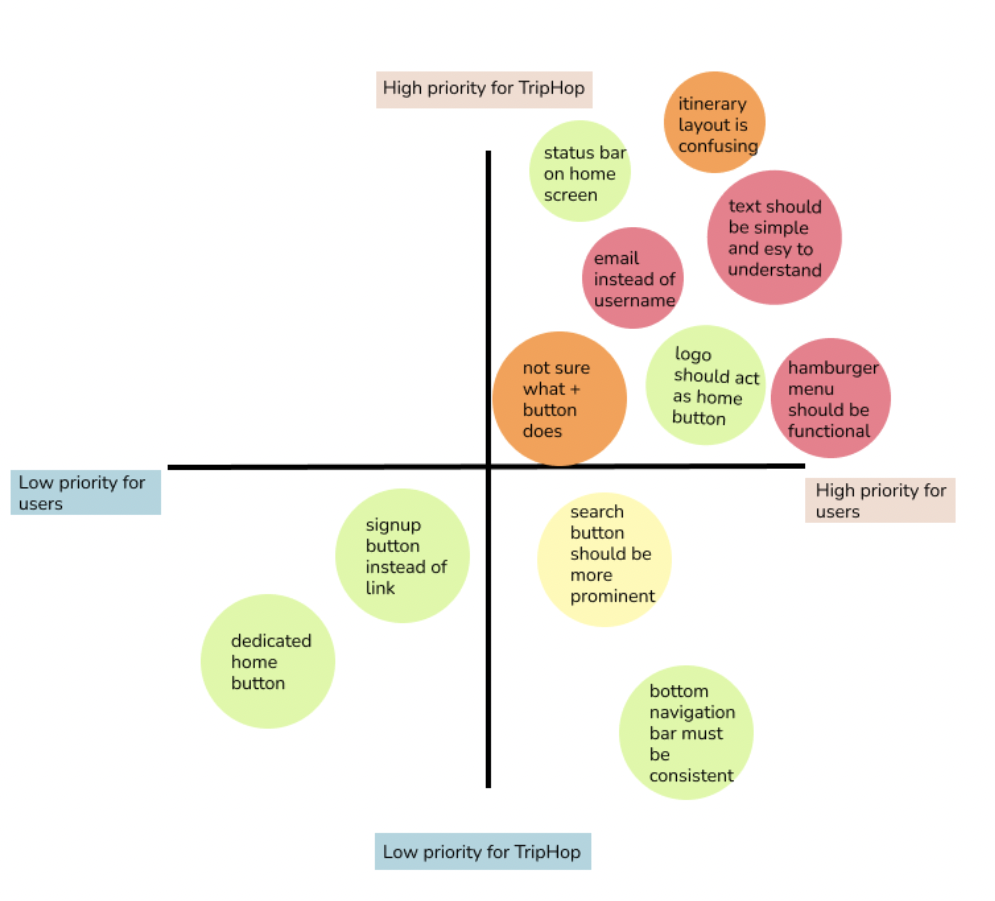 High priority for TripHop
itinerary
layout is
confusing
status bar
on home
screen
text should
be simple
and esy to
understand
email
instead of
username
not sure
what +
button
does
logo
should act
as home
button
hamburger
menu
should be
functional
Low priority for
users
High priority for
users
signup
button
instead of
link
search
button
should be
more
prominent
dedicated
home
button
bottom
navigation
bar must
be
consistent
Low priority for TripHop